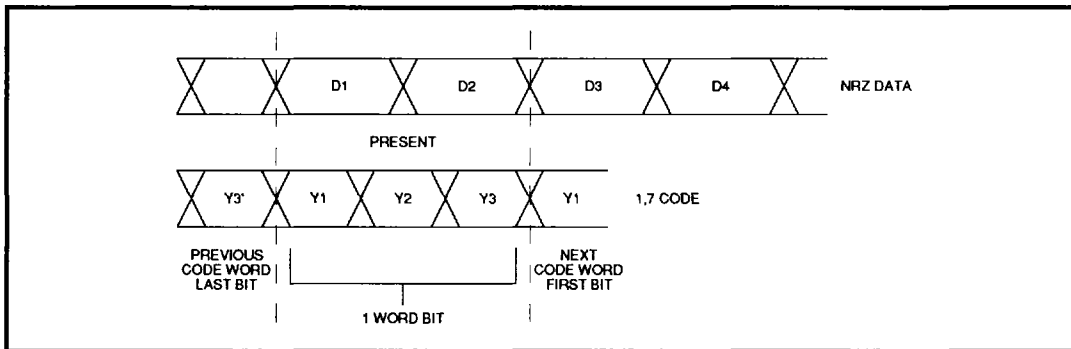 D1 D2 D3 D4 NRZ DATA
PRESENT
Y3' Y1 Y2 Y3 Y1 1,7 CODE
PREVIOUS
CODE WORD
LAST BIT
NEXT
CODE WORD
FIRST BIT
1 WORD BIT